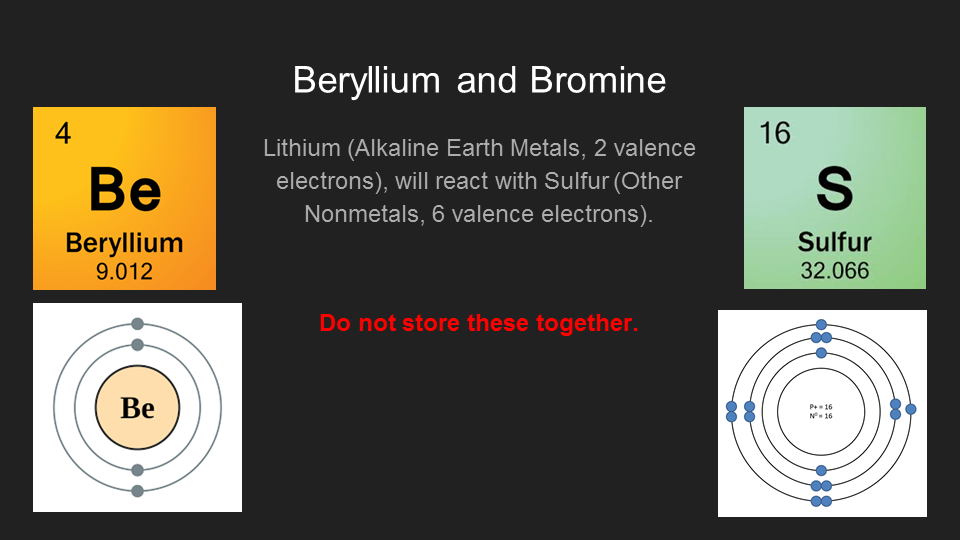 Beryllium and Bromine
4
Be
Beryllium
9.012
Lithium (Alkaline Earth Metals, 2 valence
electrons), will react with Sulfur (Other
Nonmetals, 6 valence electrons).
16
S
Sulfur
32.066
Do not store these together.
Be
P+ = 16
N⁰ = 16